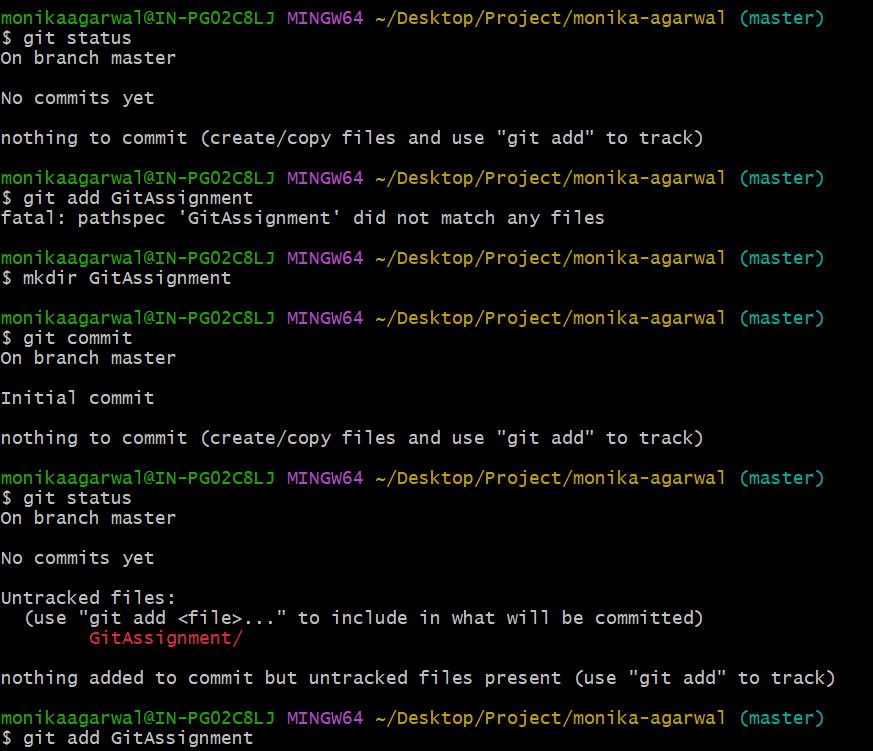 monikaagarwal@IN-PG02C8LJ MINGW64 ~/Desktop/Project/monika-agarwal (master)
$ git status
On branch master
No commits yet
nothing to commit (create/copy files and use "git add" to track)
monikaagarwal@IN-PG02C8LJ MINGW64 ~/Desktop/Project/monika-agarwal (master)
$ git add GitAssignment
fatal: pathspec 'GitAssignment' did not match any files
monikaagarwal@IN-PG02C8LJ MINGW64 ~/Desktop/Project/monika-agarwal (master)
$ mkdir GitAssignment
monikaagarwal@IN-PG02C8LJ MINGW64 ~/Desktop/Project/monika-agarwal (master)
$ git commit
On branch master
Initial commit
nothing to commit (create/copy files and use "git add" to track)
monikaagarwal@IN-PG02C8LJ MINGW64 ~/Desktop/Project/monika-agarwal (master)
$ git status
On branch master
No commits yet
Untracked files:
  (use "git add <file>..." to include in what will be committed)
        GitAssignment/
nothing added to commit but untracked files present (use "git add" to track)
monikaagarwal@IN-PG02C8LJ MINGW64 ~/Desktop/Project/monika-agarwal (master)
$ git add GitAssignment